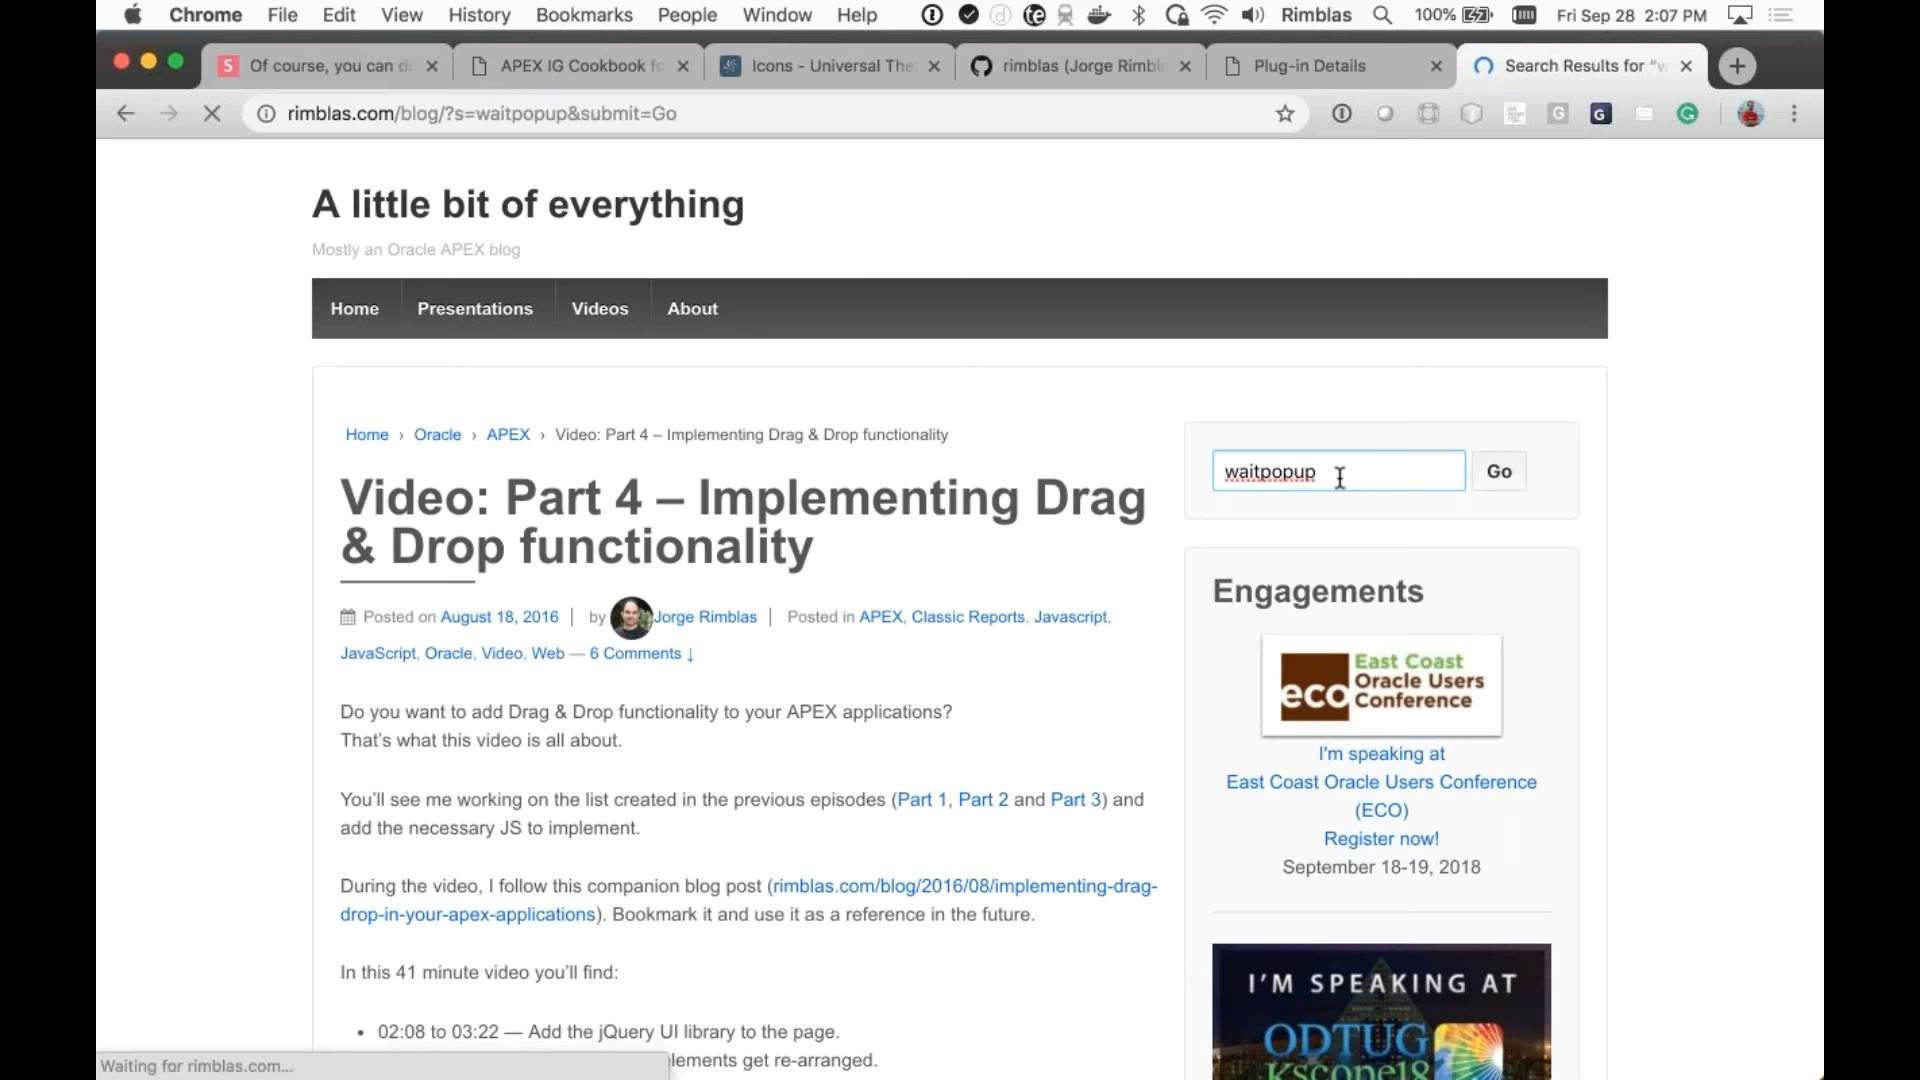 Chrome File Edit View History Bookmarks People Window Help Rimblas 100% Fri Sep 28 2:07 PM
S Of course, you can d
APEX IG Cookbook f
Icons - Universal The
rimblas (Jorge Rimbl
Plug-in Details
Search Results for “w
rimblas.com/blog/?s=waitpopup&submit=Go
A little bit of everything
Mostly an Oracle APEX blog
Home Presentations Videos About
Home › Oracle › APEX › Video: Part 4 – Implementing Drag & Drop functionality
Video: Part 4 – Implementing Drag
& Drop functionality
Posted on August 18, 2016 | by Jorge Rimblas | Posted in APEX, Classic Reports, Javascript,
JavaScript, Oracle, Video, Web — 6 Comments ↓
Do you want to add Drag & Drop functionality to your APEX applications?
That’s what this video is all about.
You’ll see me working on the list created in the previous episodes (Part 1, Part 2 and Part 3) and
add the necessary JS to implement.
During the video, I follow this companion blog post (rimblas.com/blog/2016/08/implementing-drag-
drop-in-your-apex-applications). Bookmark it and use it as a reference in the future.
In this 41 minute video you’ll find:
• 02:08 to 03:22 — Add the jQuery UI library to the page.
elements get re-arranged.
Waiting for rimblas.com...
waitpopup Go
Engagements
eco East Coast
Oracle Users
Conference
I'm speaking at
East Coast Oracle Users Conference
(ECO)
Register now!
September 18-19, 2018
I’M SPEAKING AT
ODTUG
Kscope18